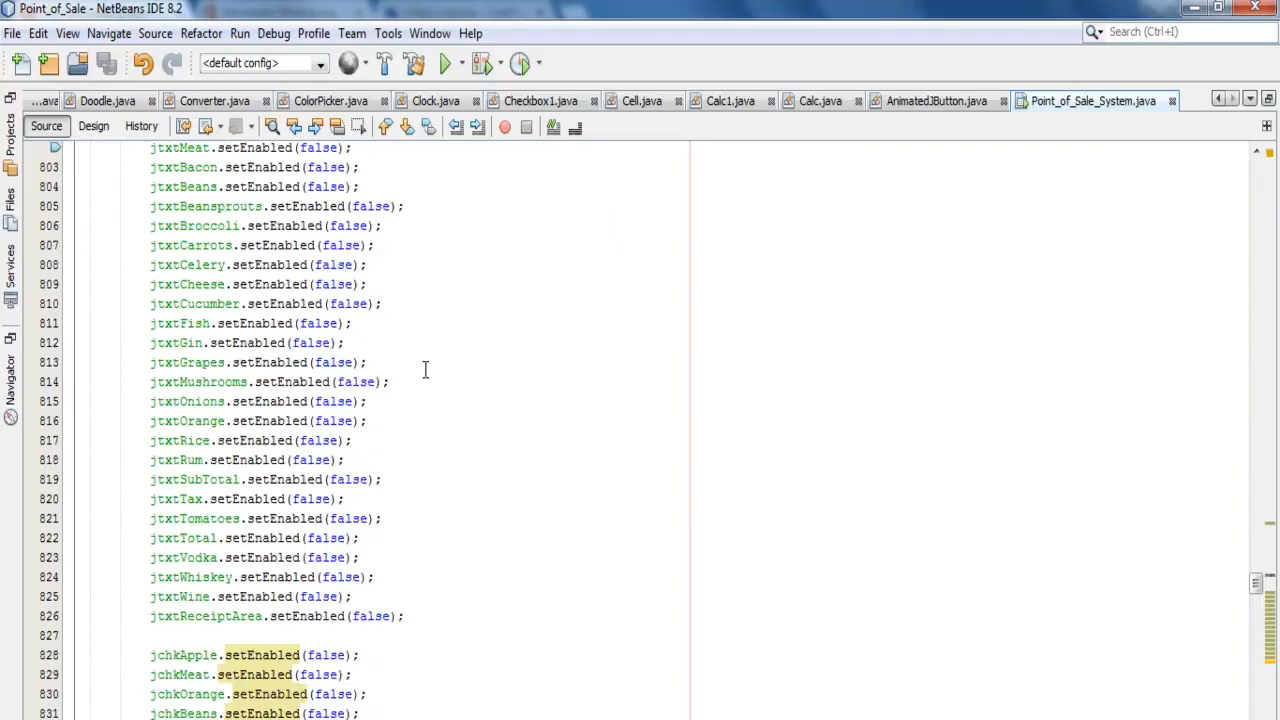 Point_of_Sale - NetBeans IDE 8.2
File Edit View Navigate Source Refactor Run Debug Profile Team Tools Window Help
Search (Ctrl+I)
<default config>
...ava Doodle.java Converter.java ColorPicker.java Clock.java Checkbox1.java Cell.java Calc1.java Calc.java AnimatedJButton.java Point_of_Sale_System.java
Source Design History
Projects
Files
Services
Navigator
jtxtMeat.setEnabled(false);
803 jtxtBacon.setEnabled(false);
804 jtxtBeans.setEnabled(false);
805 jtxtBeansprouts.setEnabled(false);
806 jtxtBroccoli.setEnabled(false);
807 jtxtCarrots.setEnabled(false);
808 jtxtCelery.setEnabled(false);
809 jtxtCheese.setEnabled(false);
810 jtxtCucumber.setEnabled(false);
811 jtxtFish.setEnabled(false);
812 jtxtGin.setEnabled(false);
813 jtxtGrapes.setEnabled(false);
814 jtxtMushrooms.setEnabled(false);
815 jtxtOnions.setEnabled(false);
816 jtxtOrange.setEnabled(false);
817 jtxtRice.setEnabled(false);
818 jtxtRum.setEnabled(false);
819 jtxtSubTotal.setEnabled(false);
820 jtxtTax.setEnabled(false);
821 jtxtTomatoes.setEnabled(false);
822 jtxtTotal.setEnabled(false);
823 jtxtVodka.setEnabled(false);
824 jtxtWhiskey.setEnabled(false);
825 jtxtWine.setEnabled(false);
826 jtxtReceiptArea.setEnabled(false);
827
828 jchkApple.setEnabled(false);
829 jchkMeat.setEnabled(false);
830 jchkOrange.setEnabled(false);
831 jchkBeans.setEnabled(false);